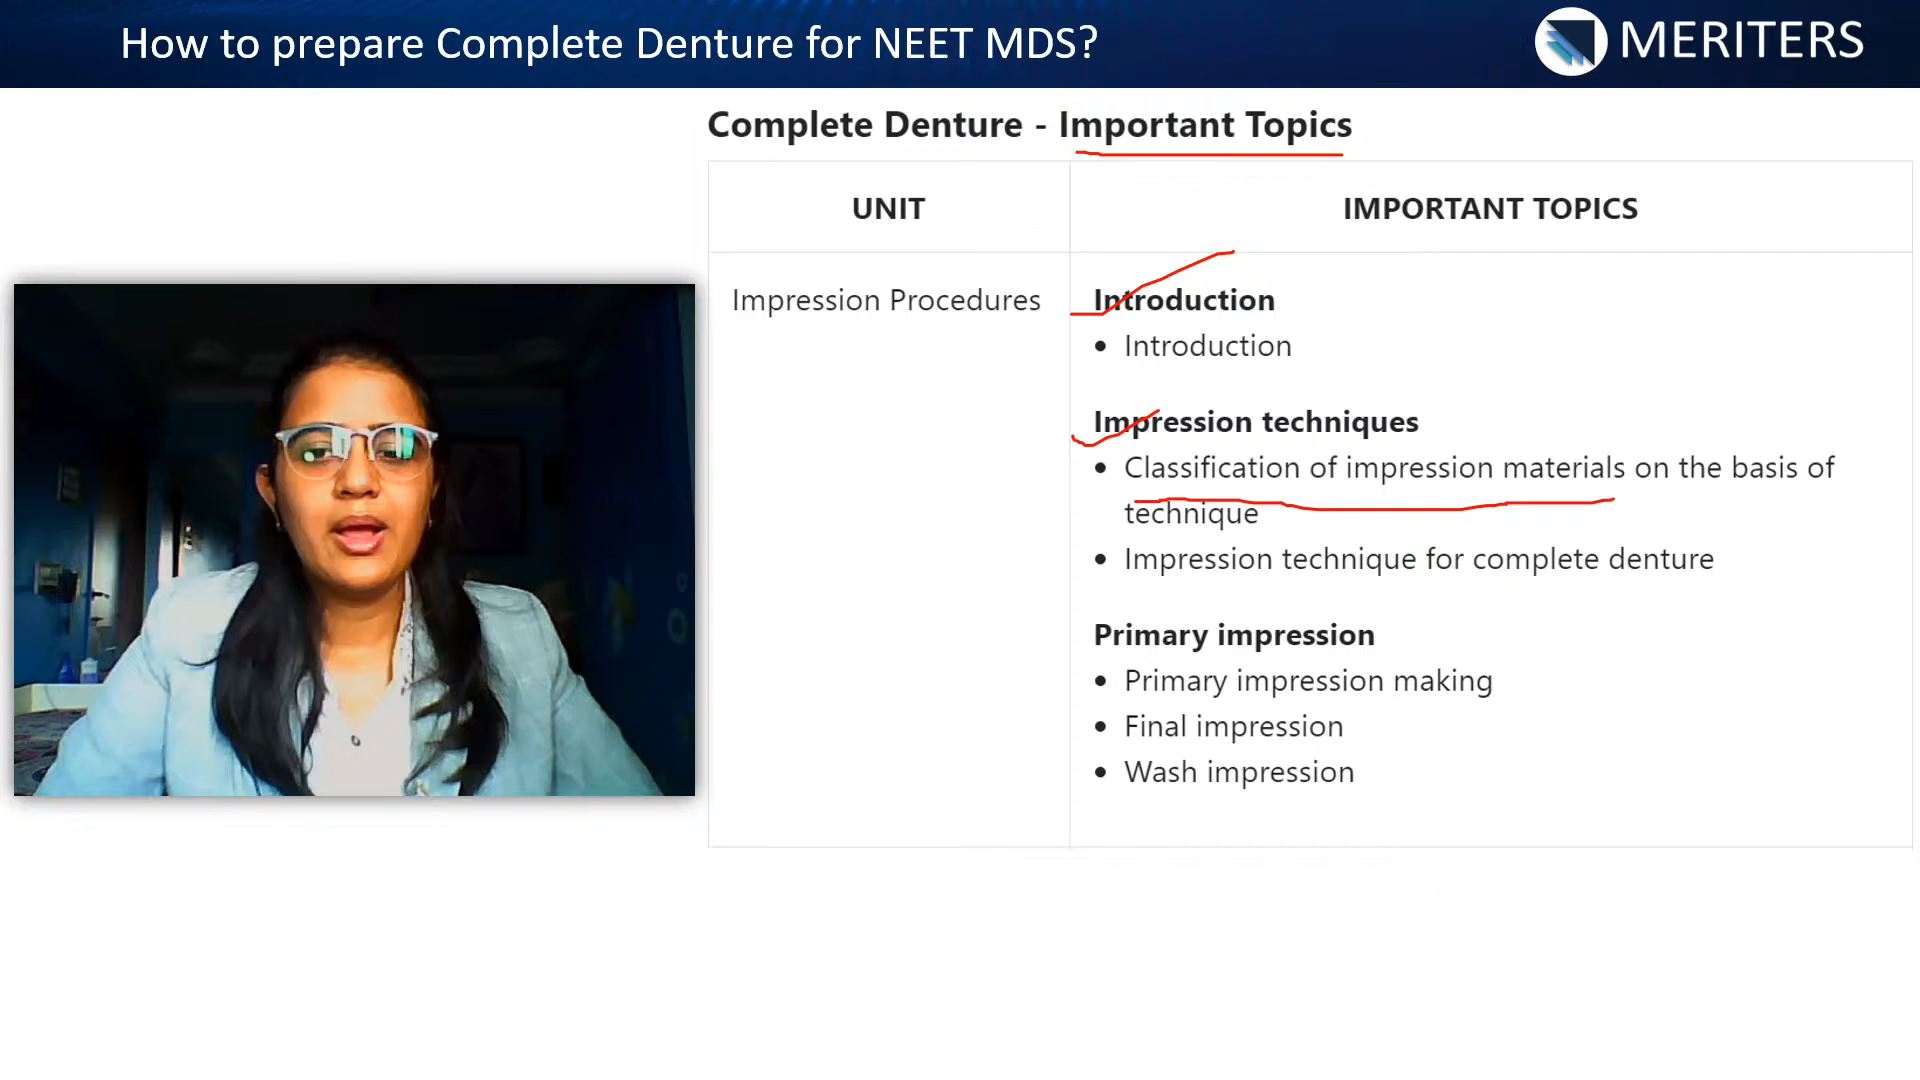 How to prepare Complete Denture for NEET MDS?
MERITERS
Complete Denture - Important Topics
UNIT
IMPORTANT TOPICS
Impression Procedures
Introduction
• Introduction
Impression techniques
• Classification of impression materials on the basis of
technique
• Impression technique for complete denture
Primary impression
• Primary impression making
• Final impression
• Wash impression